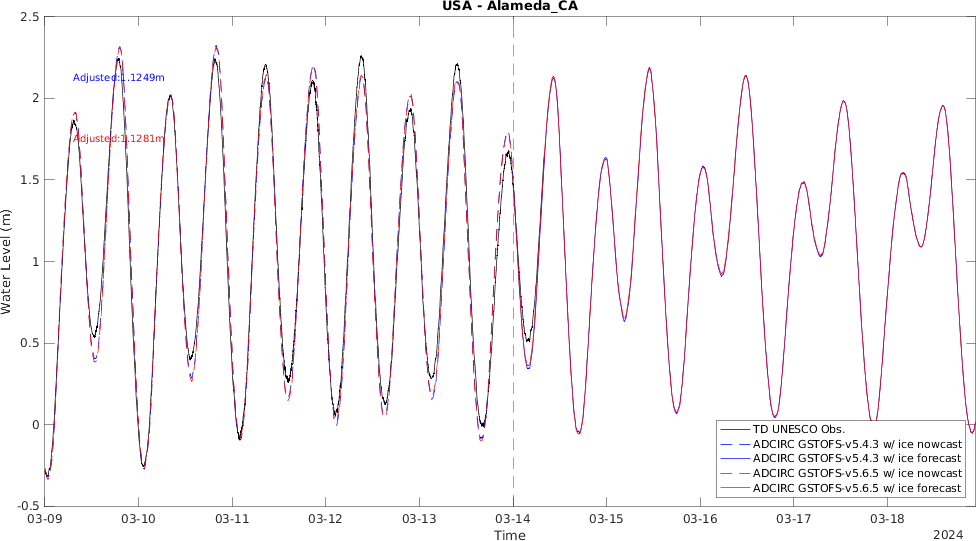 USA - Alameda_CA
2.5
2
1.5
1
0.5
0
-0.5
Water Level (m)
Adjusted:1.1249m
Adjusted:1.1281m
TD UNESCO Obs.
ADCIRC GSTOFS-v5.4.3 w/ ice nowcast
ADCIRC GSTOFS-v5.4.3 w/ ice forecast
ADCIRC GSTOFS-v5.6.5 w/ ice nowcast
ADCIRC GSTOFS-v5.6.5 w/ ice forecast
03-09 03-10 03-11 03-12 03-13 03-14 03-15 03-16 03-17 03-18
Time
2024